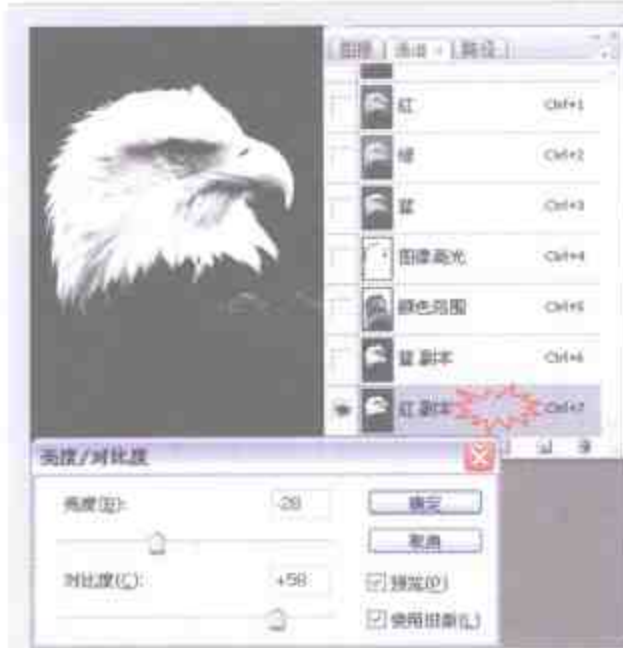 图层 通道 × 路径
红 Ctrl+1
绿 Ctrl+2
蓝 Ctrl+3
图像高光 Ctrl+4
颜色范围 Ctrl+5
蓝 副本 Ctrl+6
红 副本 Ctrl+7
亮度/对比度
亮度(B): -28 确定
取消
对比度(C): +58 预览(P)
使用旧版(L)